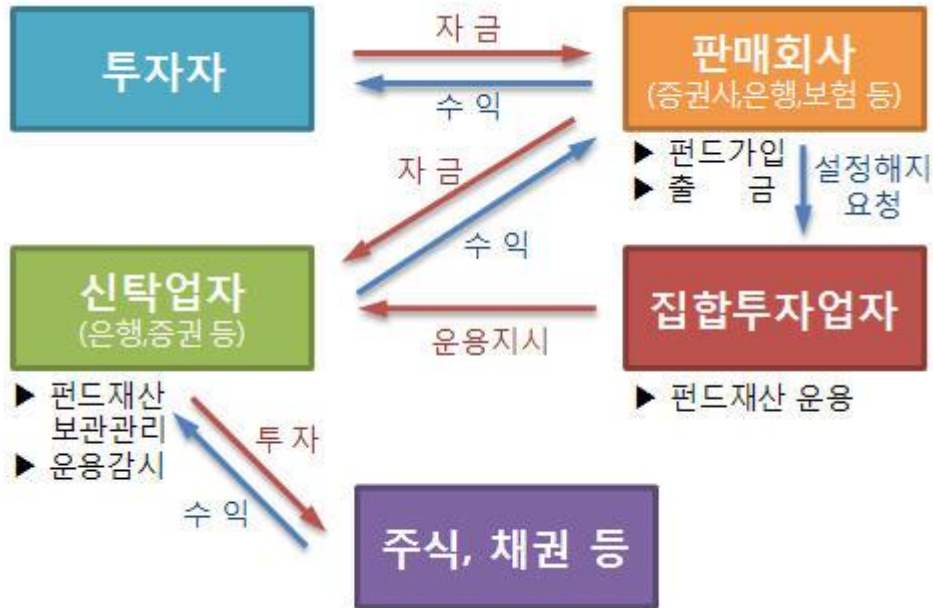 투자자
자 금
수 익
판매회사
(증권사,은행,보험 등)
▶ 펀드가입
▶ 출 금
설정해지
요청
자 금
수 익
신탁업자
(은행,증권 등)
운용지시
집합투자업자
▶ 펀드재산
보관관리
▶ 운용감시
▶ 펀드재산 운용
투 자
수 익
주식, 채권 등